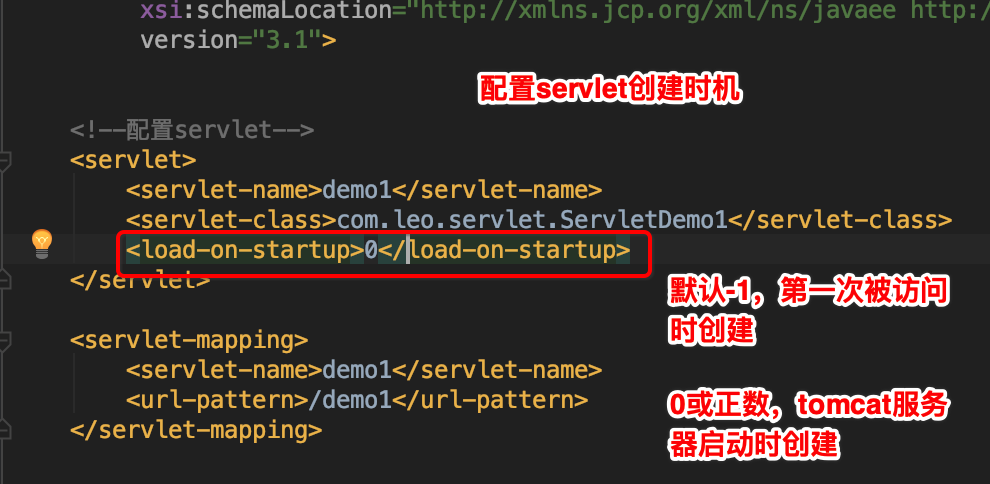 xsi:schemaLocation="http://xmlns.jcp.org/xml/ns/javaee http:/
version="3.1">
配置servlet创建时机
<!--配置servlet-->
<servlet>
<servlet-name>demo1</servlet-name>
<servlet-class>com.leo.servlet.ServletDemo1</servlet-class>
<load-on-startup>0</load-on-startup>
</servlet>
默认-1，第一次被访问
时创建
<servlet-mapping>
<servlet-name>demo1</servlet-name>
<url-pattern>/demo1</url-pattern>
</servlet-mapping>
0或正数，tomcat服务
器启动时创建